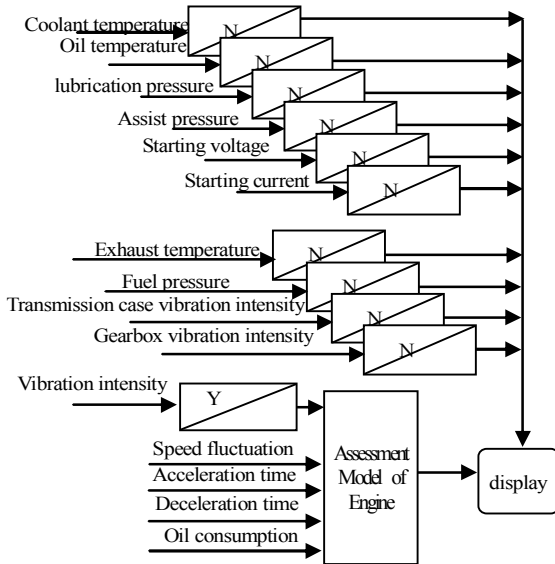 Coolant temperature
N
Oil temperature
N
lubrication pressure
N
Assist pressure
N
Starting voltage
N
Starting current
N
Exhaust temperature
N
Fuel pressure
N
Transmission case vibration intensity
N
Gearbox vibration intensity
N
Vibration intensity
Y
Speed fluctuation
Acceleration time
Deceleration time
Oil consumption
Assessment
Model of
Engine
display